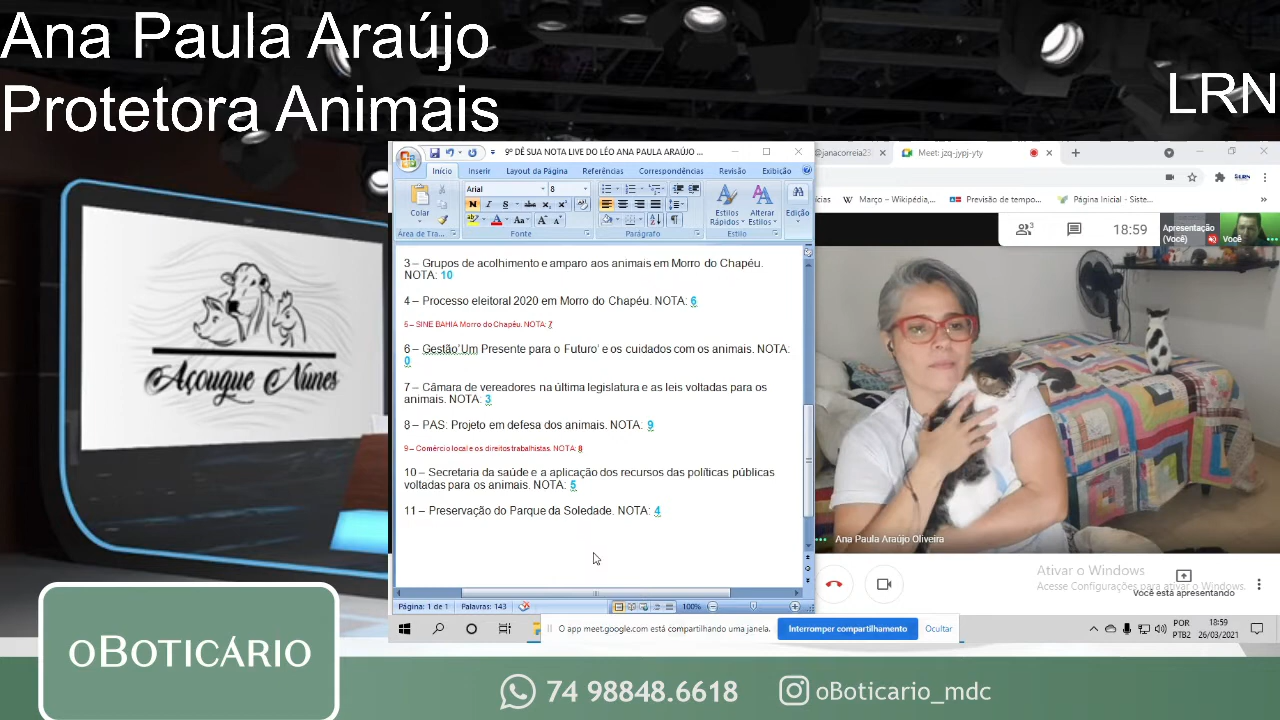 Ana Paula Araújo
Protetora Animais
LRN
9º DÊ SUA NOTA LIVE DO LÉO ANA PAULA ARAÚJO ...
Início Inserir Layout da Página Referências Correspondências Revisão Exibição
Arial 8
Colar
Estilos Rápidos
Alterar Estilos
Edição
Área de Tra... Fonte Parágrafo Estilo
3 – Grupos de acolhimento e amparo aos animais em Morro do Chapéu.
NOTA: 10
4 – Processo eleitoral 2020 em Morro do Chapéu. NOTA: 6
5 – SINE BAHIA Morro do Chapéu. NOTA: 7
6 – Gestão'Um Presente para o Futuro' e os cuidados com os animais. NOTA:
0
7 – Câmara de vereadores na última legislatura e as leis voltadas para os
animais. NOTA: 3
8 – PAS. Projeto em defesa dos animais. NOTA: 9
9 – Comércio local e os direitos trabalhistas. NOTA: 8
10 – Secretaria da saúde e a aplicação dos recursos das políticas públicas
voltadas para os animais. NOTA: 5
11 – Preservação do Parque da Soledade. NOTA: 4
Página: 1 de 1 Palavras: 143 100%
@janacorreia23
Meet: jzq-jypj-yty
Março – Wikipédia,...
Previsão de tempo...
Página Inicial - Siste...
3
18:59
Apresentação
(Você)
Você
Ana Paula Araújo Oliveira
Ativar o Windows
Acesse Configurações para ativar o Windows.
Você está apresentando
O app meet.google.com está compartilhando uma janela.
Interromper compartilhamento
Ocultar
POR
PTB2
18:59
26/03/2021
Açougue Nunes
oBOTICÁRIO
74 98848.6618
oBoticario_mdc